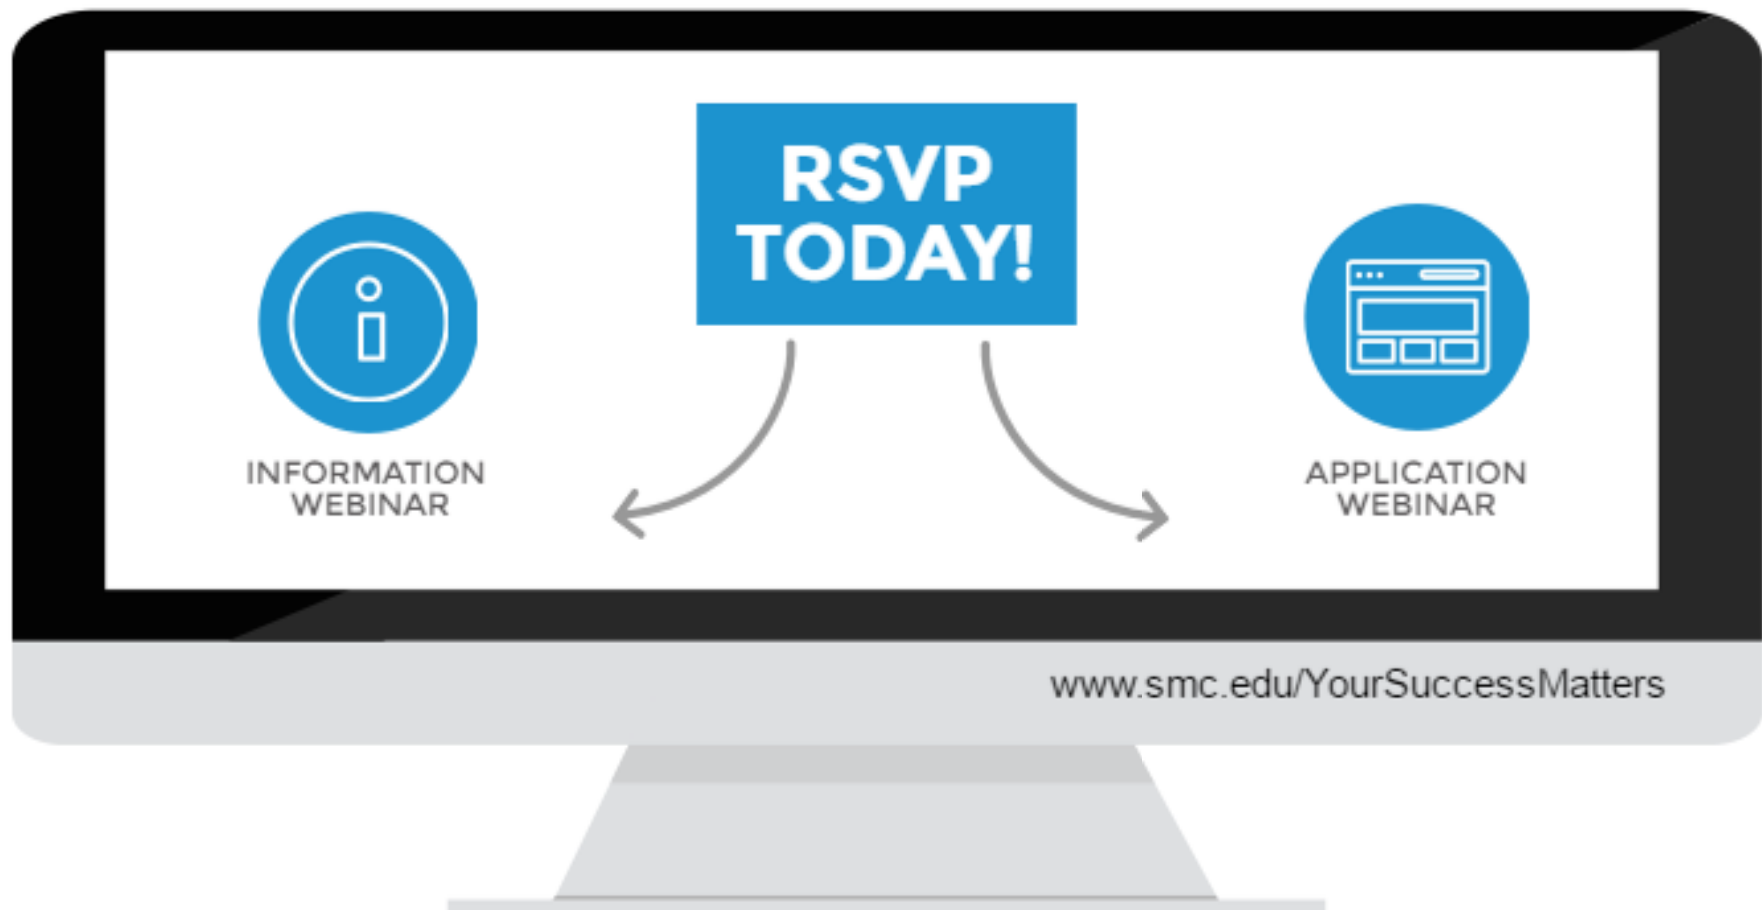 RSVP
TODAY!
INFORMATION
WEBINAR
APPLICATION
WEBINAR
www.smc.edu/YourSuccessMatters